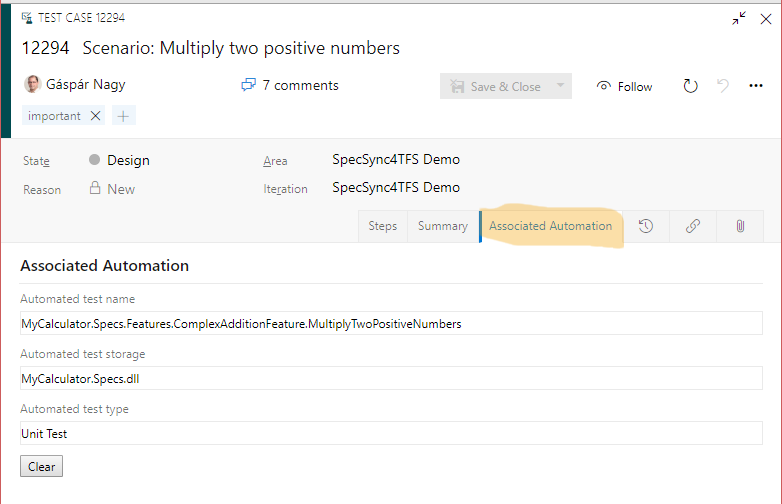 TEST CASE 12294
12294 Scenario: Multiply two positive numbers
Gáspár Nagy 7 comments Save & Close Follow
important
State Design Area SpecSync4TFS Demo
Reason New Iteration SpecSync4TFS Demo
Steps Summary Associated Automation
Associated Automation
Automated test name
MyCalculator.Specs.Features.ComplexAdditionFeature.MultiplyTwoPositiveNumbers
Automated test storage
MyCalculator.Specs.dll
Automated test type
Unit Test
Clear